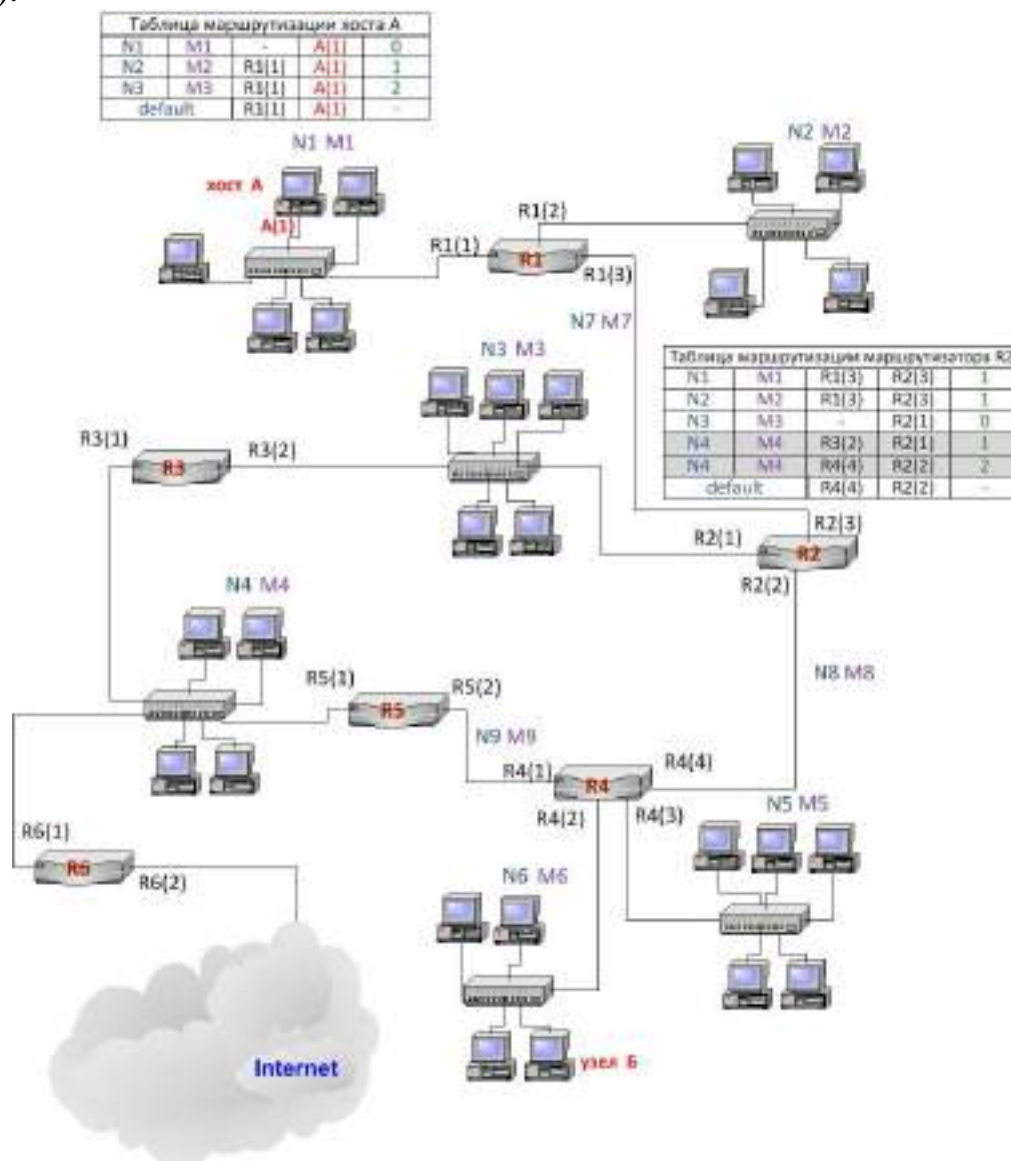 ).
Таблица маршрутизации хоста А
N1 M1 - A(1) 0
N2 M2 R1(1) A(1) 1
N3 M3 R1(1) A(1) 2
default R1(1) A(1) -
N1 M1
N2 M2
хост А
A(1)
R1(2)
R1(1)
R1
R1(3)
N7 M7
N3 M3
Таблица маршрутизации маршрутизатора R2
N1 M1 R1(3) R2(3) 1
N2 M2 R1(3) R2(3) 1
N3 M3 - R2(1) 0
N4 M4 R3(2) R2(1) 1
N4 M4 R4(4) R2(2) 2
default R4(4) R2(2) -
R3(1)
R3
R3(2)
R2(3)
R2(1)
R2
R2(2)
N4 M4
N8 M8
R5(1)
R5(2)
R5
N9 M9
R4(1)
R4
R4(4)
R4(2)
R4(3)
N5 M5
R6(1)
R6
R6(2)
N6 M6
Internet
узел Б